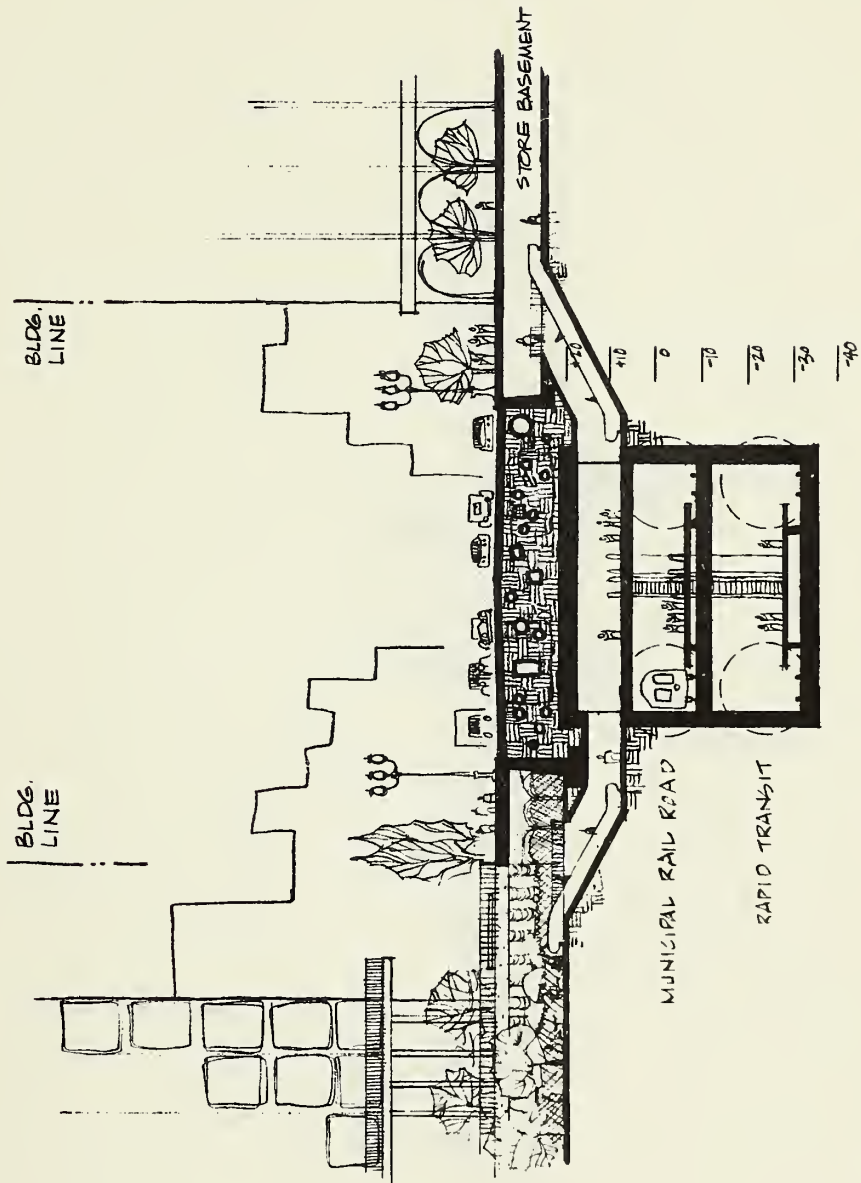 BLDG.
LINE
BLDG.
LINE
STORE BASEMENT
+20
+10
0
-10
-20
-30
-40
MUNICIPAL RAIL ROAD
RAPID TRANSIT